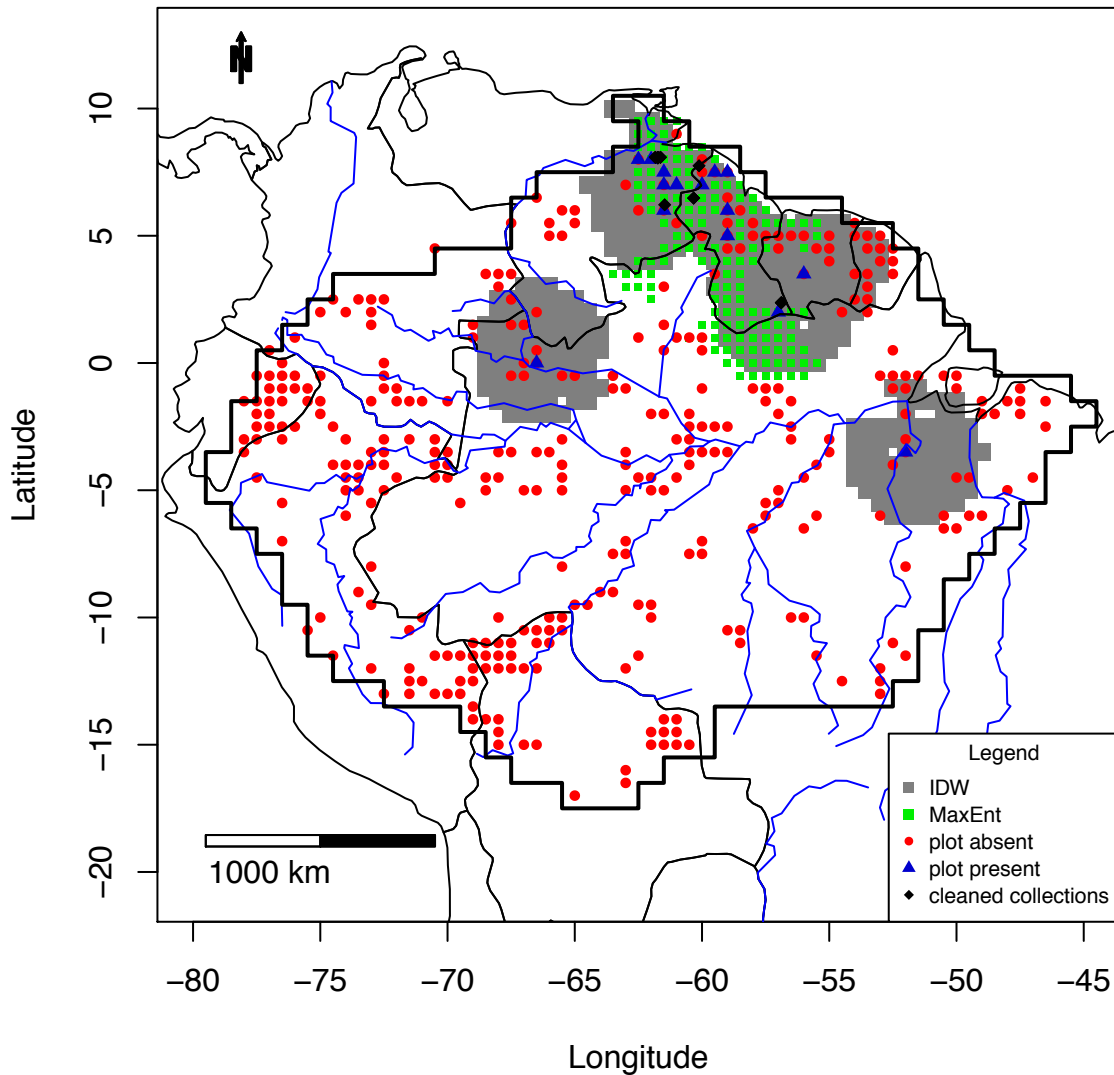 N
10
5
0
−5
−10
−15
−20
Latitude
1000 km
Legend
IDW
MaxEnt
plot absent
plot present
cleaned collections
−80 −75 −70 −65 −60 −55 −50 −45
Longitude